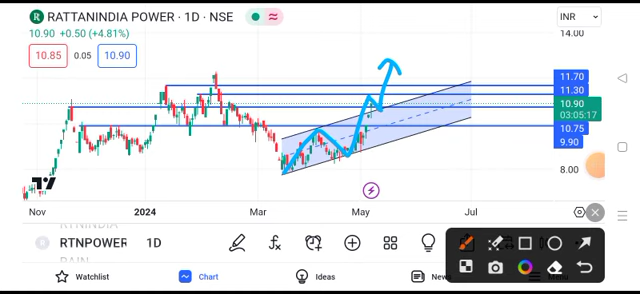 R RATTANINDIA POWER · 1D · NSE
INR
10.90 +0.50 (+4.81%)
14.00
10.85 0.05 10.90
11.70
11.30
10.90
03:05:17
10.75
9.90
8.00
Nov 2024 Mar May Jul
RTNPOWER 1D
Watchlist Chart Ideas News